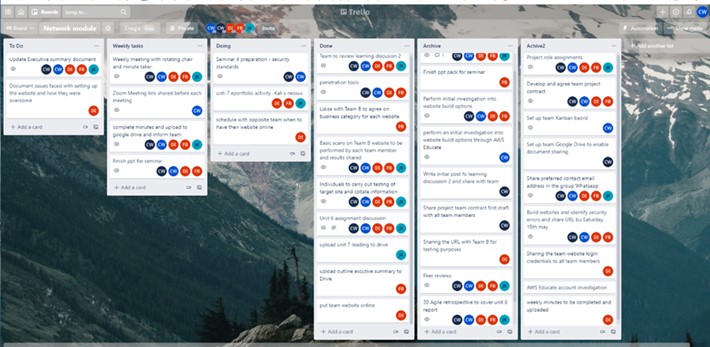 Boards
Jump to...
Trello
Board
Network module
Private
CW CW DI FB
Invite
Automation
Show menu
To Do
Update Executive summary document
CW CW DI FB
Document issues faced with setting up
the website and how they were
overcome
DI
+ Add a card
Weekly tasks
Weekly meeting with rotating chair
and minute taker
CW CW DI FB
Zoom Meeting link shared before each
meeting
CW
complete minutes and upload to
google drive and inform team
CW CW DI FB
Finish ppt for seminar
CW CW DI FB
+ Add a card
Doing
Seminar 4 preparation - security
standards
CW CW
unit 7 eportfolio activity - Kali v nessus
DI FB
schedule with opposite team when to
have their website online
DI
+ Add a card
Done
Team to review learning discussion 2
CW CW DI FB
penetration tools
CW CW DI FB
Liaise with Team B to agree on
business category for each website
FB
Basic scans on Team B website to be
performed by each team member
and results shared
CW CW DI FB
Individuals to carry out testing of
target site and collate information
CW CW DI FB
Unit 6 assignment discussion
CW CW DI FB
upload unit 7 reading to drive
upload outline excutive summary to
Drive
FB
put team website online
DI
+ Add a card
Archive
CW CW DI FB
Finish ppt pack for seminar
FB
Perform initial investigation into
website build options
CW CW DI FB
perform an initial investigation into
website build options through AWS
Educate
CW
Write initial post fo learning
discussion 2 and share with team
CW
Share project team contract first draft
with all team members
CW
Sharing the URL with Team B for
testing purposes
DI
Peer reviews
CW CW DI FB
20 Agile retrospective to cover unit 6
report
CW CW DI FB
+ Add a card
Achive2
Project role assignments
CW CW DI FB
Develop and agree team project
contract
CW CW DI FB
Set up team Kanban board
CW
Set up team Google Drive to enable
document sharing
CW
Share preferred contact email
address in the group Whatsapp
CW CW DI FB
Build websites and identify security
errors and share URL bu Saturday
15th may
CW CW DI FB
Sharing the team website login
credentials to all team members
DI
AWS Educate account investigation
weekly minutes to be completed and
uploaded
DI
+ Add a card
+ Add another list